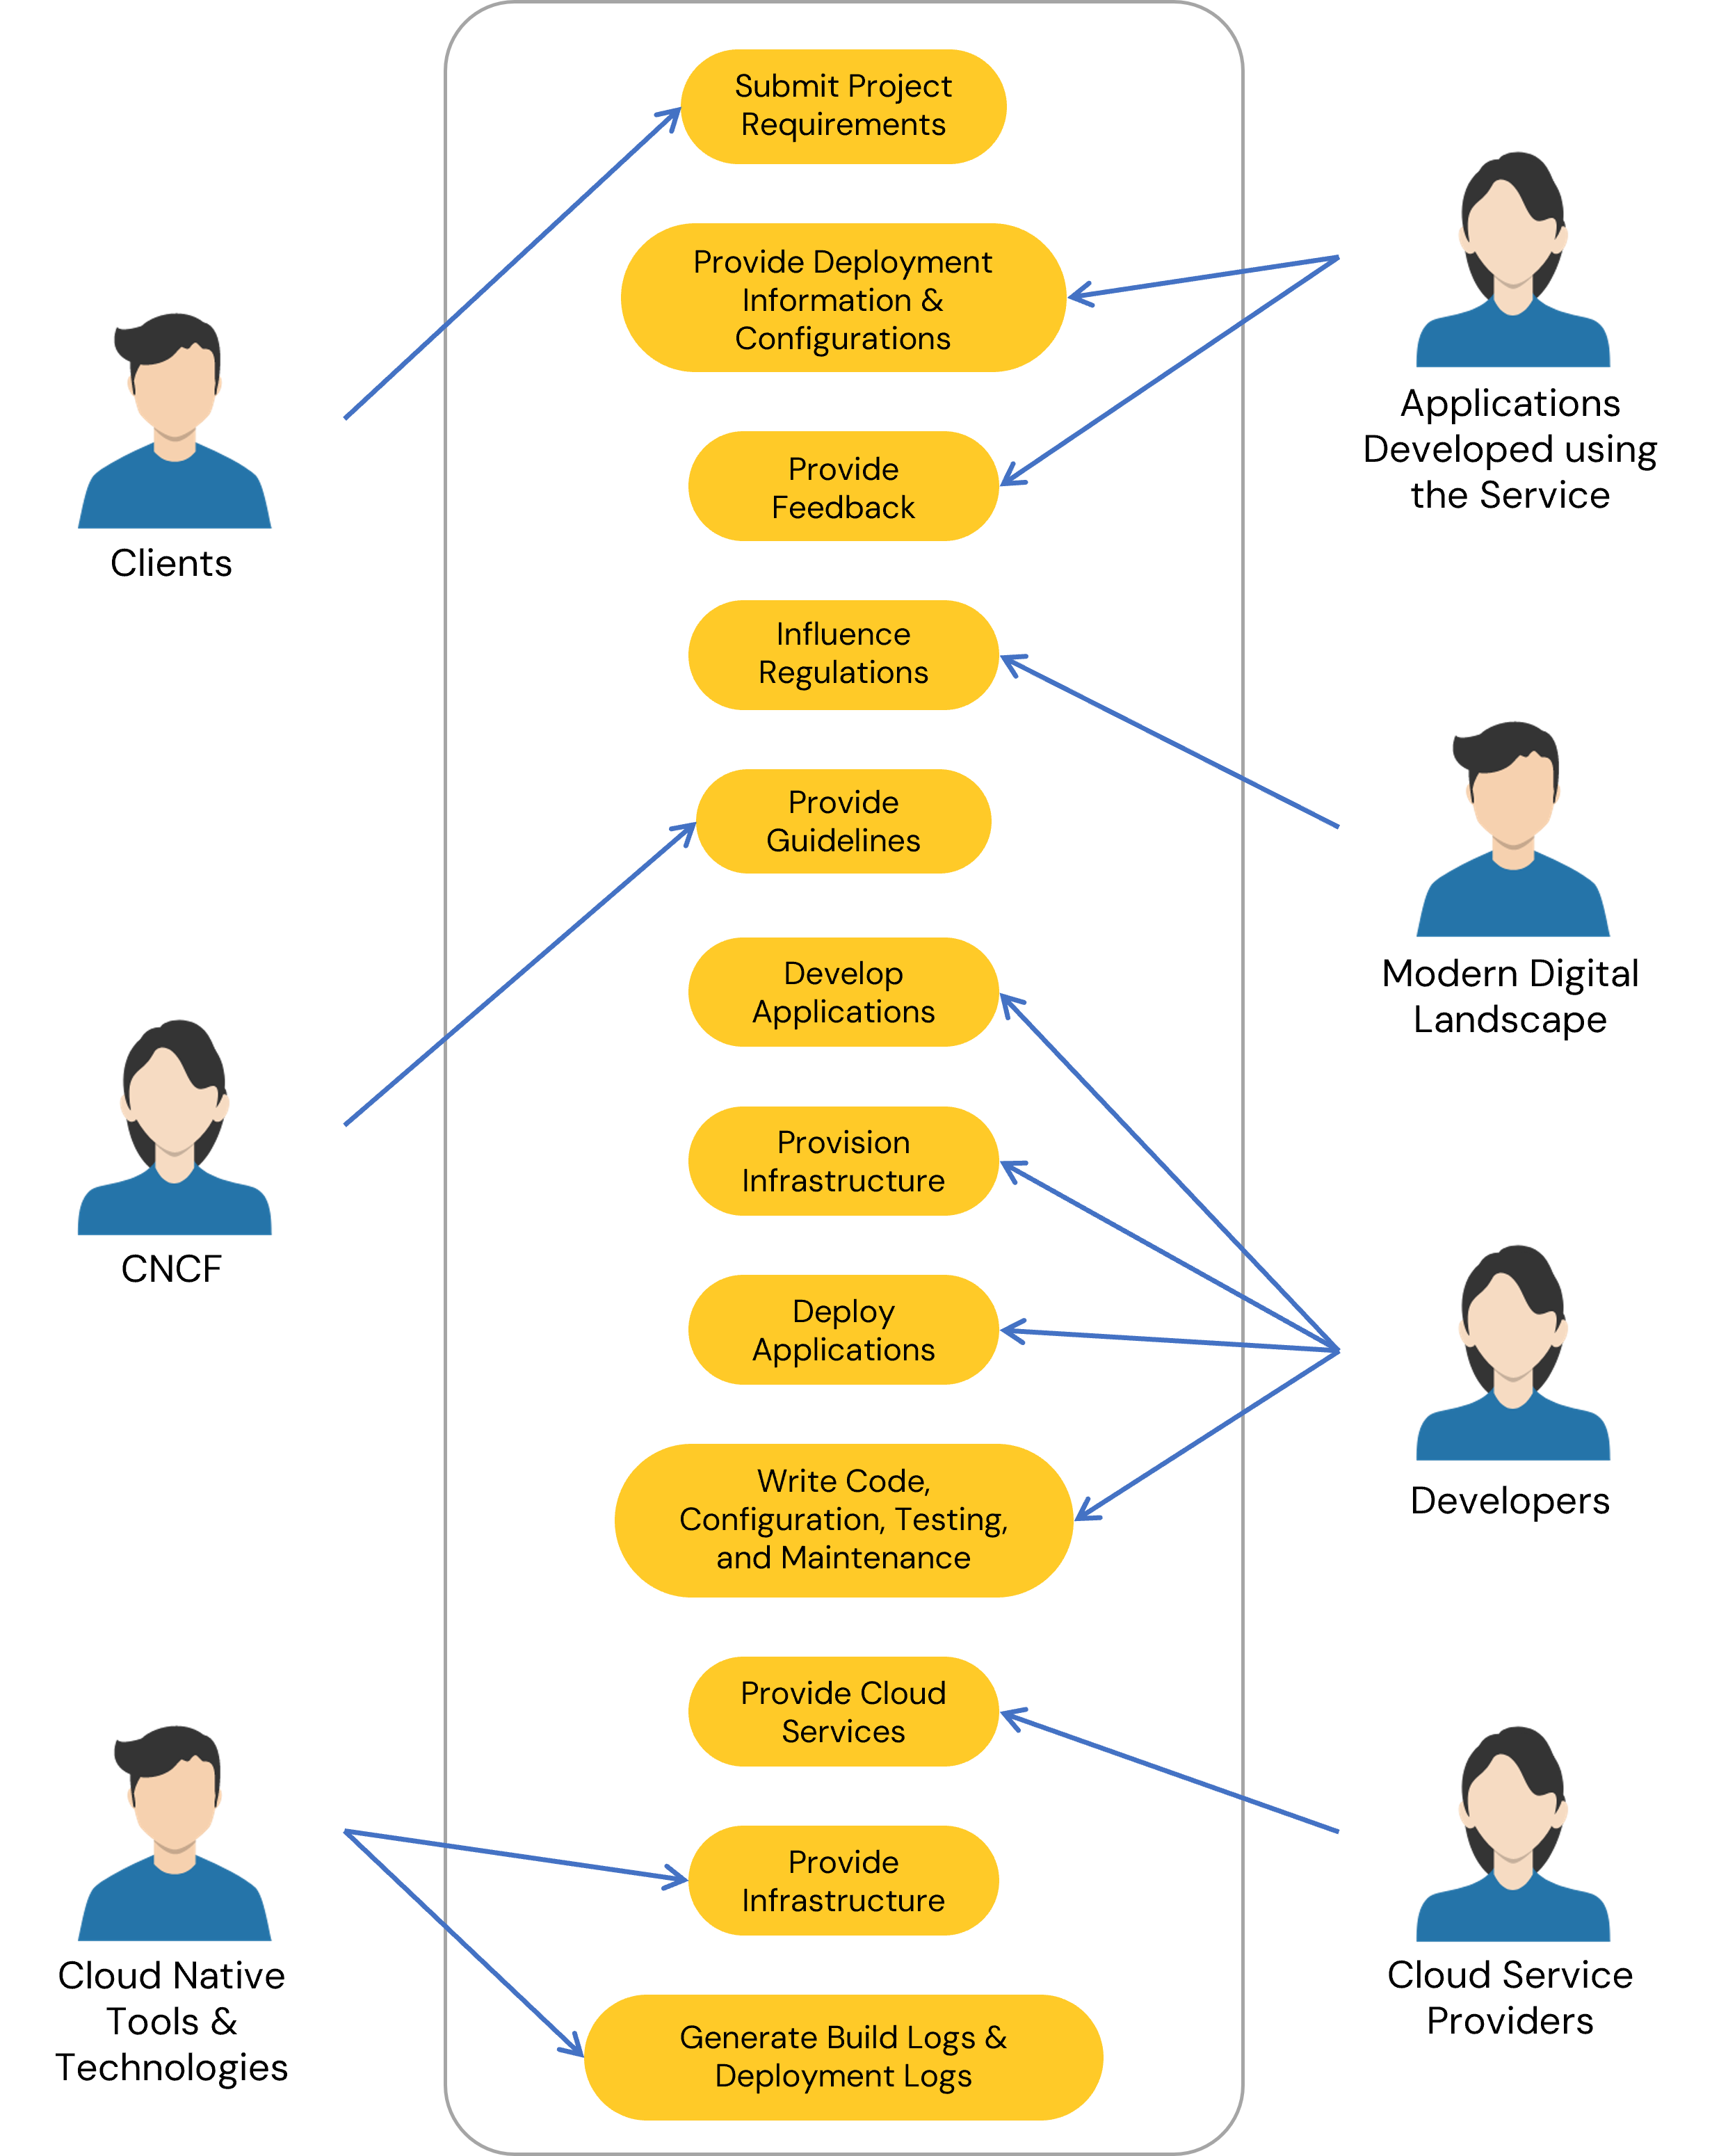 Submit Project
Requirements
Provide Deployment
Information &
Configurations
Provide
Feedback
Influence
Regulations
Provide
Guidelines
Develop
Applications
Provision
Infrastructure
Deploy
Applications
Write Code,
Configuration, Testing,
and Maintenance
Provide Cloud
Services
Provide
Infrastructure
Generate Build Logs &
Deployment Logs
Clients
CNCF
Cloud Native
Tools &
Technologies
Applications
Developed using
the Service
Modern Digital
Landscape
Developers
Cloud Service
Providers